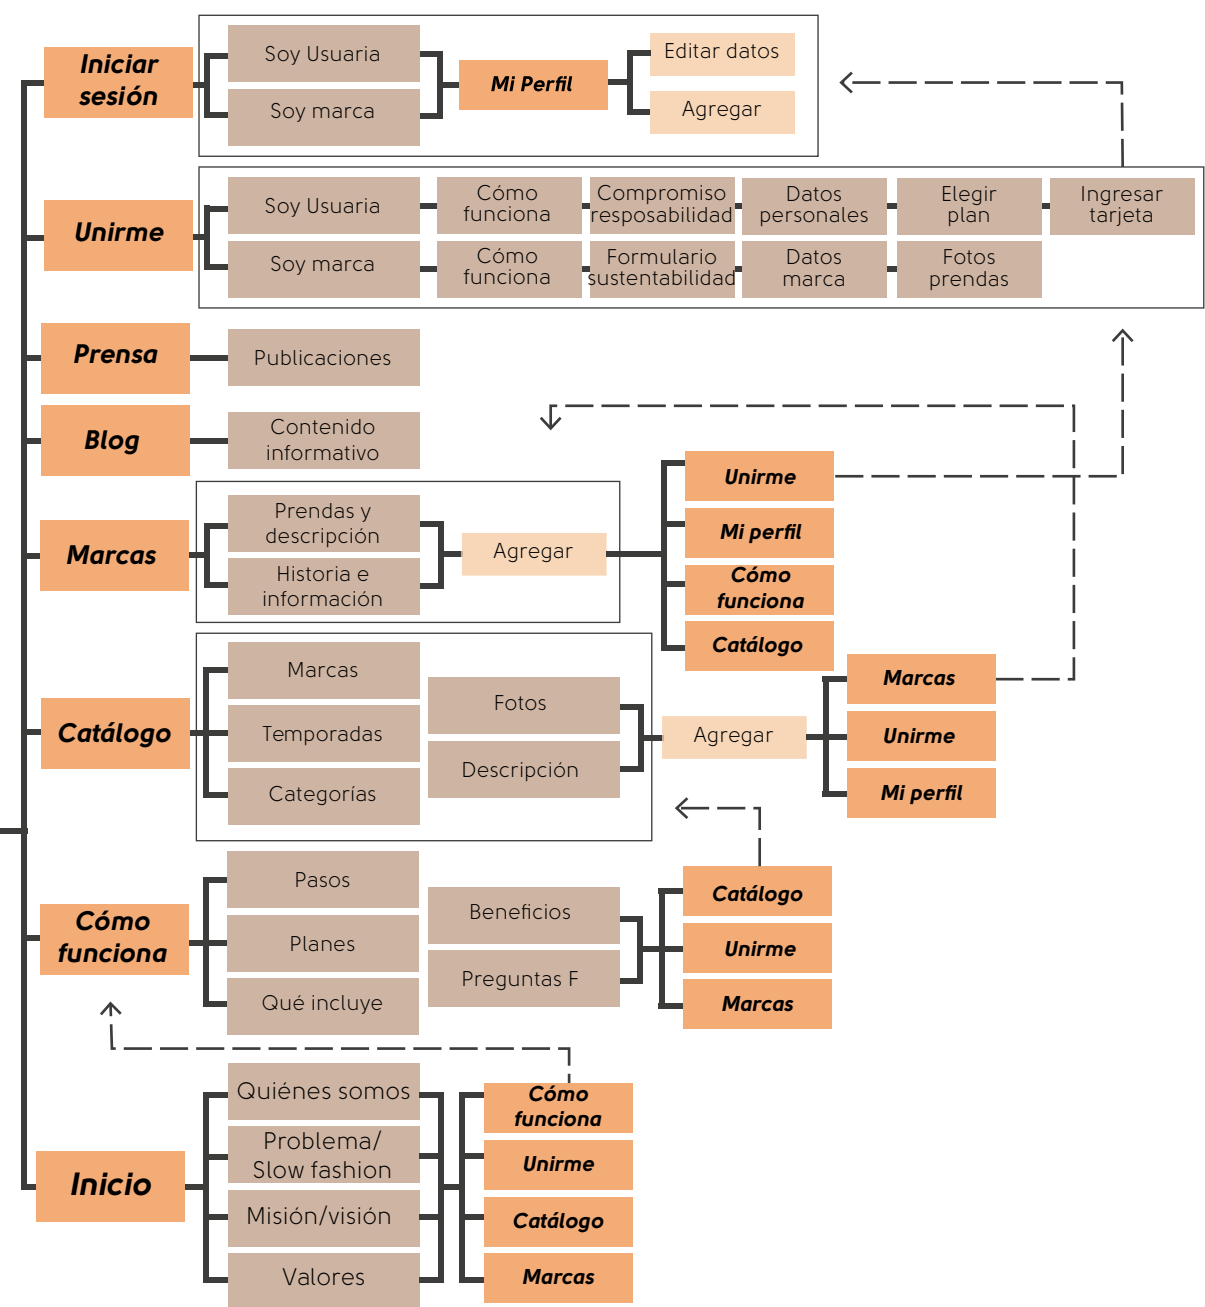 Iniciar
sesión
Soy Usuaria
Soy marca
Mi Perfil
Editar datos
Agregar
Unirme
Soy Usuaria
Cómo
funciona
Compromiso
resposabilidad
Datos
personales
Elegir
plan
Ingresar
tarjeta
Soy marca
Cómo
funciona
Formulario
sustentabilidad
Datos
marca
Fotos
prendas
Prensa
Publicaciones
Blog
Contenido
informativo
Marcas
Prendas y
descripción
Historia e
información
Agregar
Unirme
Mi perfil
Cómo
funciona
Catálogo
Catálogo
Marcas
Temporadas
Categorías
Fotos
Descripción
Agregar
Marcas
Unirme
Mi perfil
Cómo
funciona
Pasos
Planes
Qué incluye
Beneficios
Preguntas F
Catálogo
Unirme
Marcas
Inicio
Quiénes somos
Problema/
Slow fashion
Misión/visión
Valores
Cómo
funciona
Unirme
Catálogo
Marcas